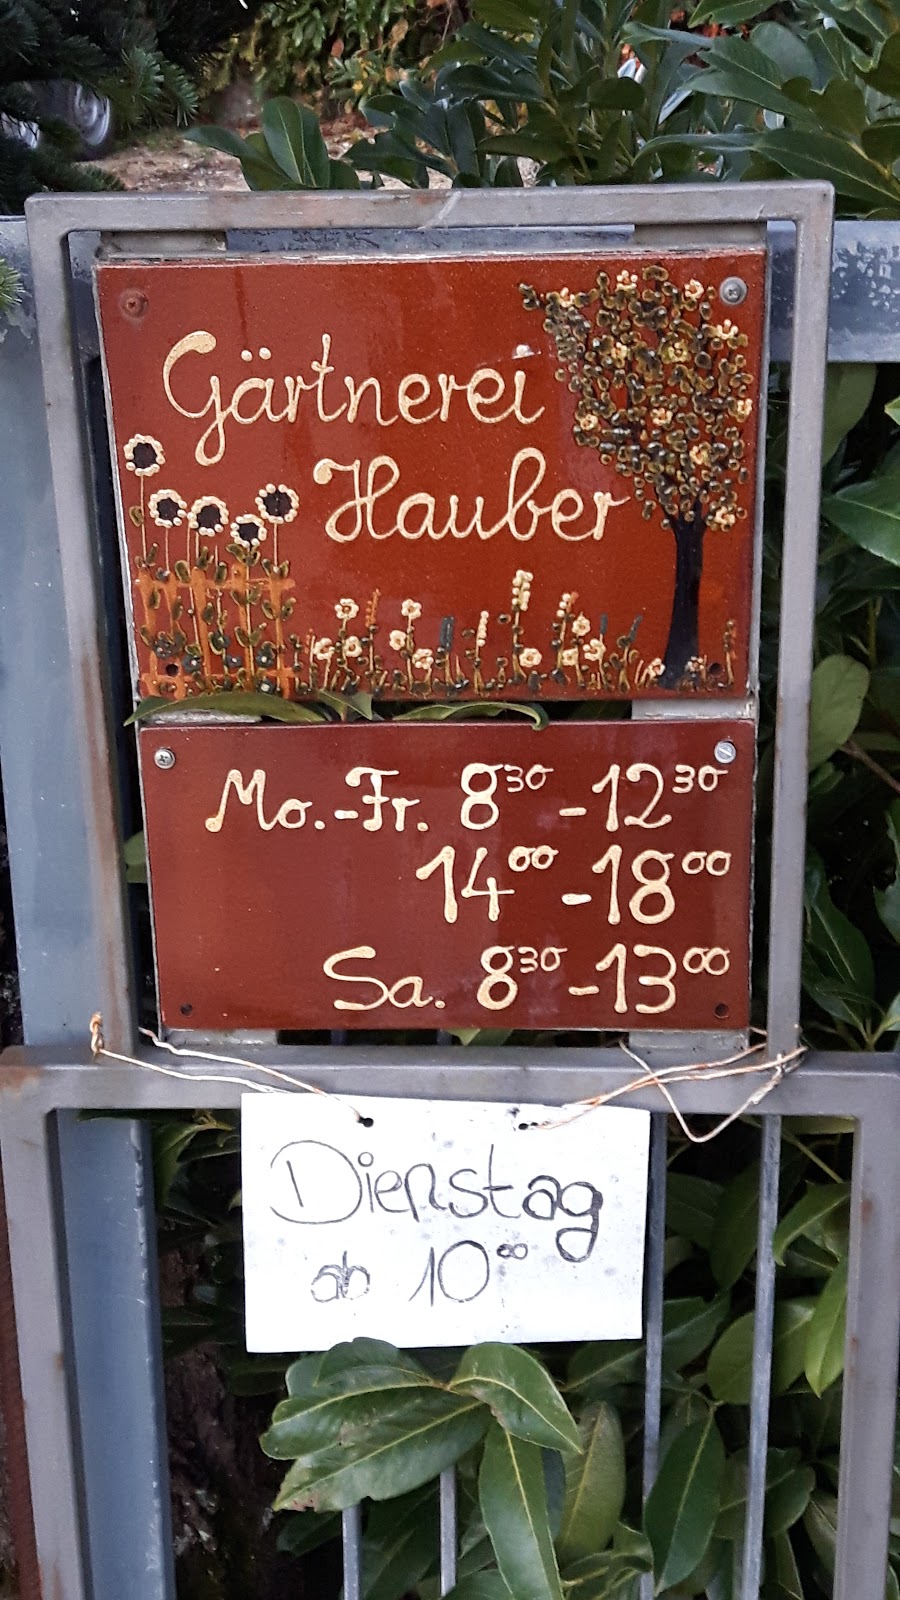 Gärtnerei
Hauber
Mo.-Fr. 8³⁰-12³⁰
14⁰⁰-18⁰⁰
Sa. 8³⁰-13⁰⁰
Dienstag
ab 10⁰⁰